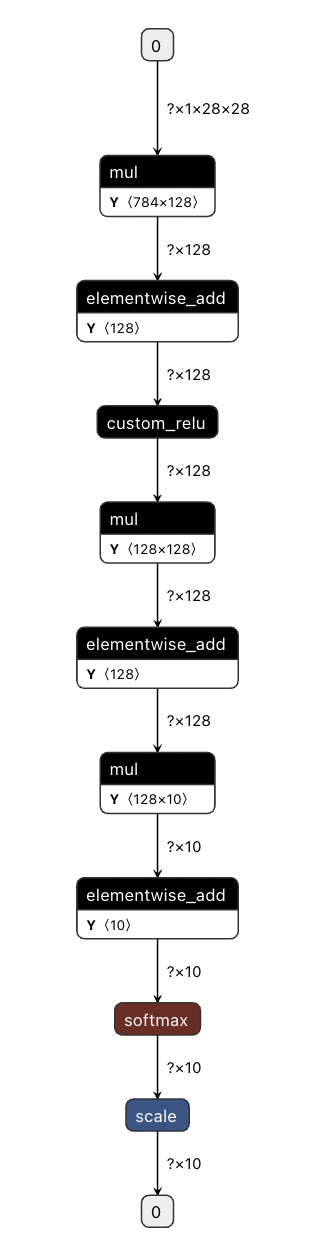 0
?×1×28×28
mul
Y ⟨784×128⟩
?×128
elementwise_add
Y ⟨128⟩
?×128
custom_relu
?×128
mul
Y ⟨128×128⟩
?×128
elementwise_add
Y ⟨128⟩
?×128
mul
Y ⟨128×10⟩
?×10
elementwise_add
Y ⟨10⟩
?×10
softmax
?×10
scale
?×10
0